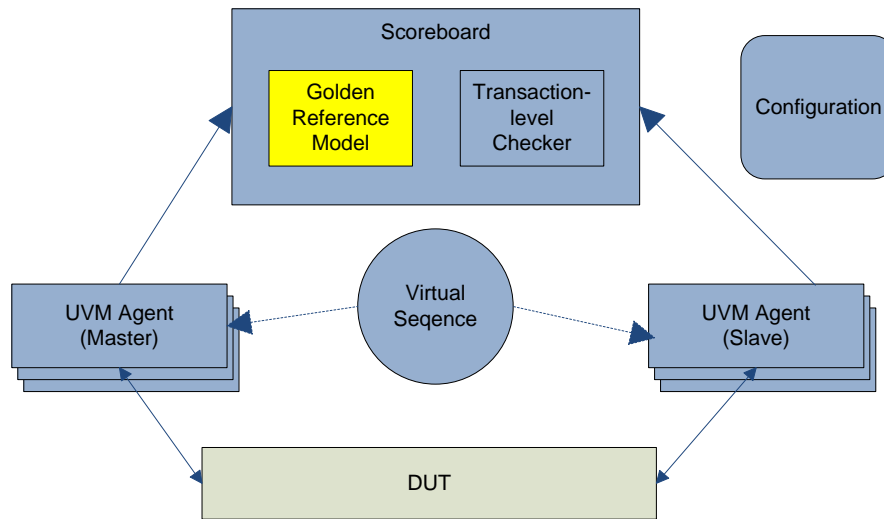 Scoreboard
Golden
Reference
Model
Transaction-
level
Checker
Configuration
UVM Agent
(Master)
Virtual
Seqence
UVM Agent
(Slave)
DUT